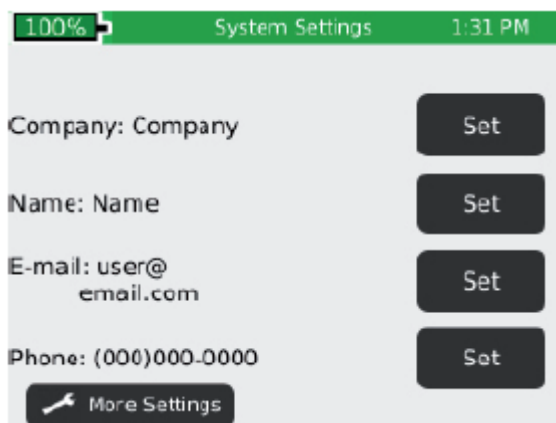 100% System Settings 1:31 PM
Company: Company Set
Name: Name Set
E-mail: user@
email.com Set
Phone: (000)000-0000 Set
More Settings